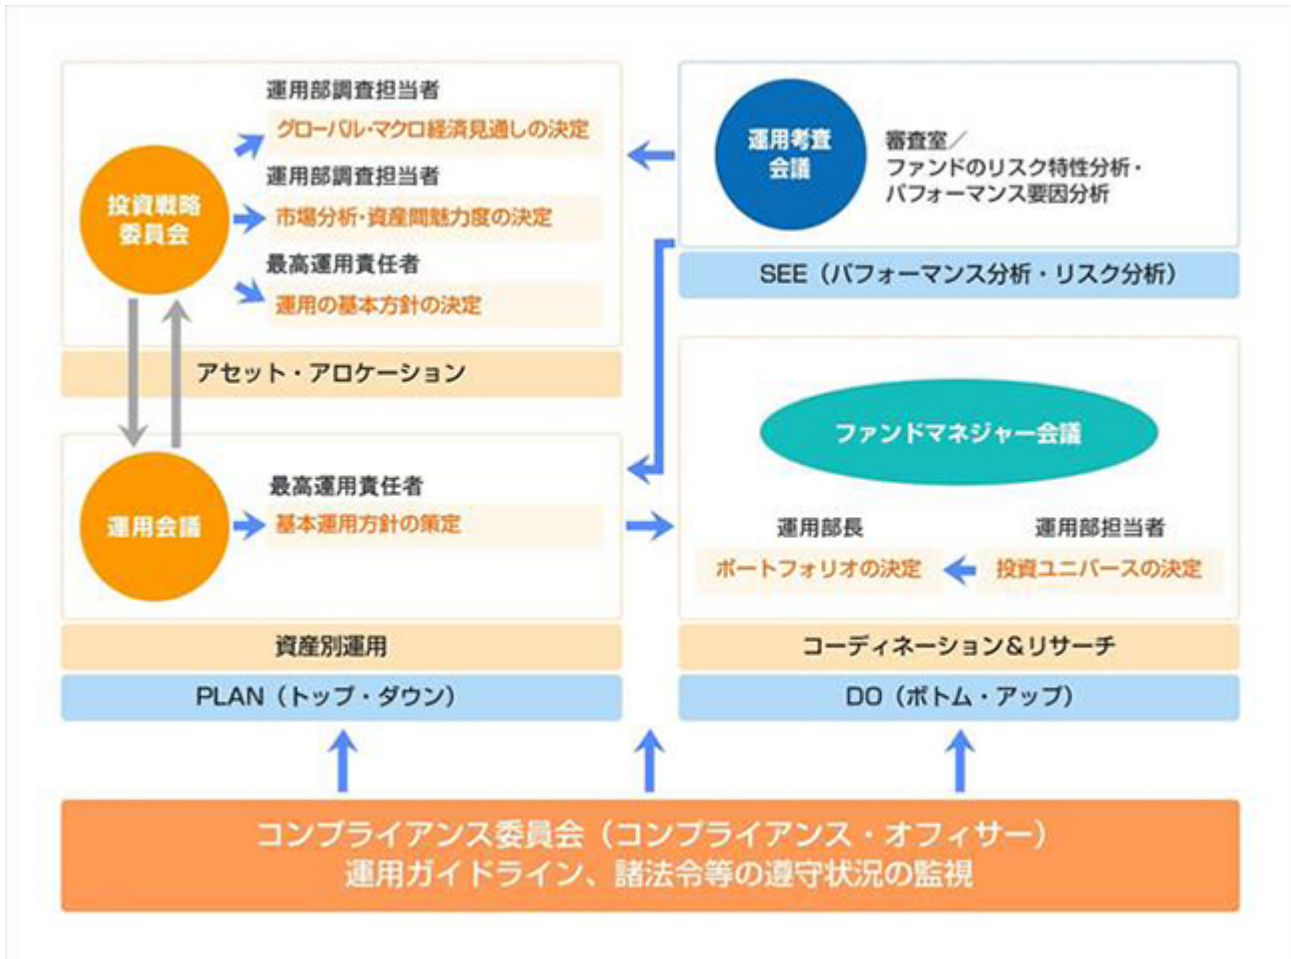 運用部調査担当者
グローバル・マクロ経済見通しの決定
運用部調査担当者
市場分析・資産間魅力度の決定
最高運用責任者
運用の基本方針の決定
投資戦略
委員会
アセット・アロケーション
運用考査
会議
審査室／
ファンドのリスク特性分析・
パフォーマンス要因分析
SEE（パフォーマンス分析・リスク分析）
運用会議
最高運用責任者
基本運用方針の策定
資産別運用
PLAN（トップ・ダウン）
ファンドマネジャー会議
運用部長
ポートフォリオの決定
運用部担当者
投資ユニバースの決定
コーディネーション＆リサーチ
DO（ボトム・アップ）
コンプライアンス委員会（コンプライアンス・オフィサー）
運用ガイドライン、諸法令等の遵守状況の監視